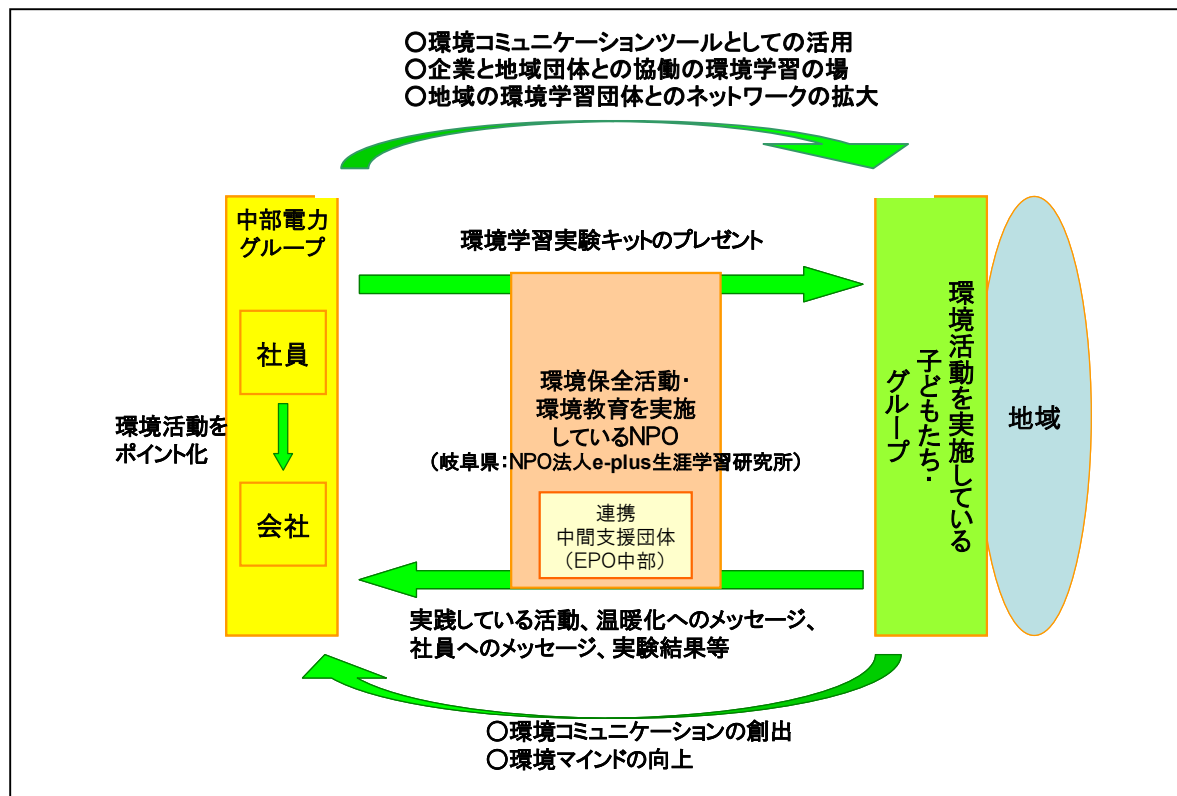 ○環境コミュニケーションツールとしての活用
○企業と地域団体との協働の環境学習の場
○地域の環境学習団体とのネットワークの拡大
中部電力
グループ
社員
環境活動を
ポイント化
会社
環境学習実験キットのプレゼント
環境保全活動・
環境教育を実施
しているNPO
（岐阜県：NPO法人e-plus生涯学習研究所）
連携
中間支援団体
（EPO中部）
環境活動を実施している
子どもたち・
グループ
地域
実践している活動、温暖化へのメッセージ、
社員へのメッセージ、実験結果等
○環境コミュニケーションの創出
○環境マインドの向上